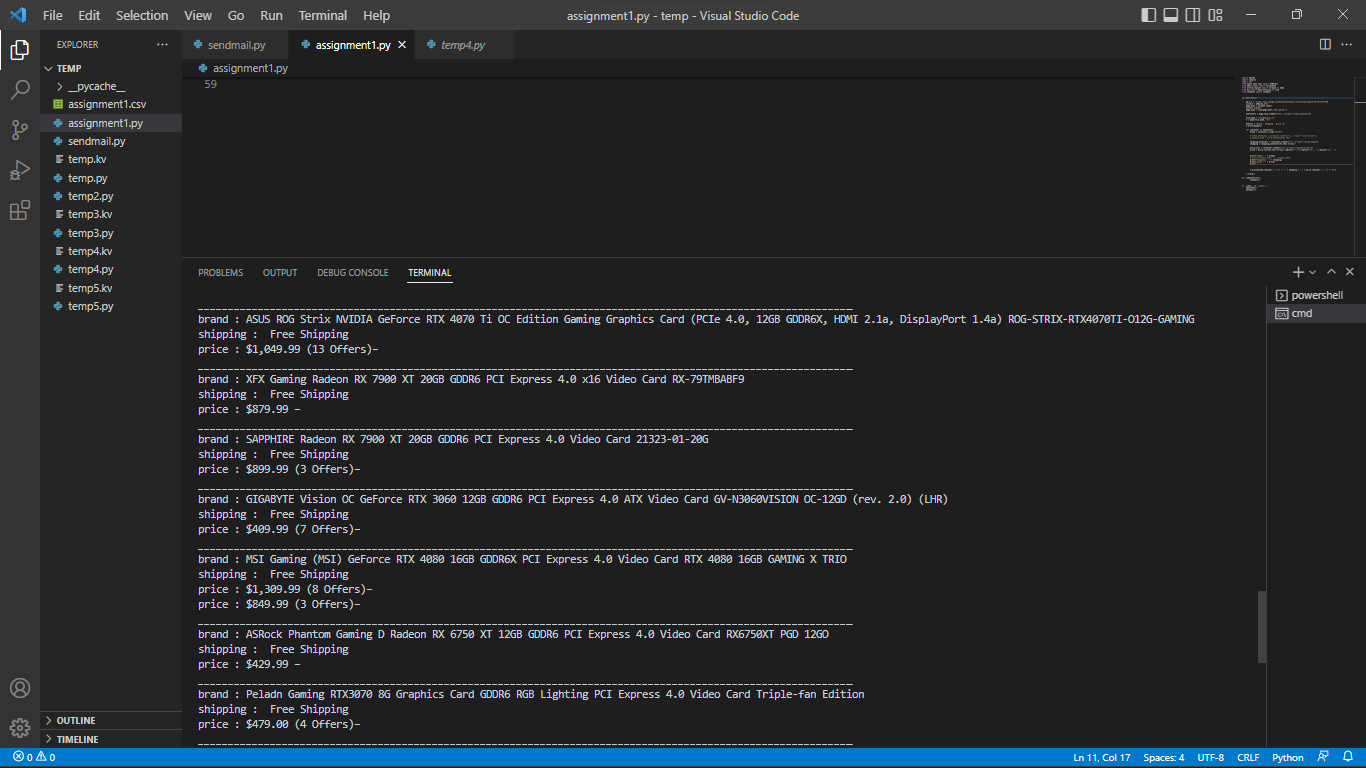 File Edit Selection View Go Run Terminal Help
assignment1.py - temp - Visual Studio Code
EXPLORER
TEMP
__pycache__
assignment1.csv
assignment1.py
sendmail.py
temp.kv
temp.py
temp2.py
temp3.kv
temp3.py
temp4.kv
temp4.py
temp5.kv
temp5.py
OUTLINE
TIMELINE
sendmail.py assignment1.py temp4.py
assignment1.py
59
PROBLEMS OUTPUT DEBUG CONSOLE TERMINAL
powershell
cmd
brand : ASUS ROG Strix NVIDIA GeForce RTX 4070 Ti OC Edition Gaming Graphics Card (PCIe 4.0, 12GB GDDR6X, HDMI 2.1a, DisplayPort 1.4a) ROG-STRIX-RTX4070TI-O12G-GAMING
shipping :  Free Shipping
price : $1,049.99 (13 Offers)–
brand : XFX Gaming Radeon RX 7900 XT 20GB GDDR6 PCI Express 4.0 x16 Video Card RX-79TMBABF9
shipping :  Free Shipping
price : $879.99 –
brand : SAPPHIRE Radeon RX 7900 XT 20GB GDDR6 PCI Express 4.0 Video Card 21323-01-20G
shipping :  Free Shipping
price : $899.99 (3 Offers)–
brand : GIGABYTE Vision OC GeForce RTX 3060 12GB GDDR6 PCI Express 4.0 ATX Video Card GV-N3060VISION OC-12GD (rev. 2.0) (LHR)
shipping :  Free Shipping
price : $409.99 (7 Offers)–
brand : MSI Gaming (MSI) GeForce RTX 4080 16GB GDDR6X PCI Express 4.0 Video Card RTX 4080 16GB GAMING X TRIO
shipping :  Free Shipping
price : $1,309.99 (8 Offers)–
price : $849.99 (3 Offers)–
brand : ASRock Phantom Gaming D Radeon RX 6750 XT 12GB GDDR6 PCI Express 4.0 Video Card RX6750XT PGD 12GO
shipping :  Free Shipping
price : $429.99 –
brand : Peladn Gaming RTX3070 8G Graphics Card GDDR6 RGB Lighting PCI Express 4.0 Video Card Triple-fan Edition
shipping :  Free Shipping
price : $479.00 (4 Offers)–
0 0
Ln 11, Col 17 Spaces: 4 UTF-8 CRLF Python